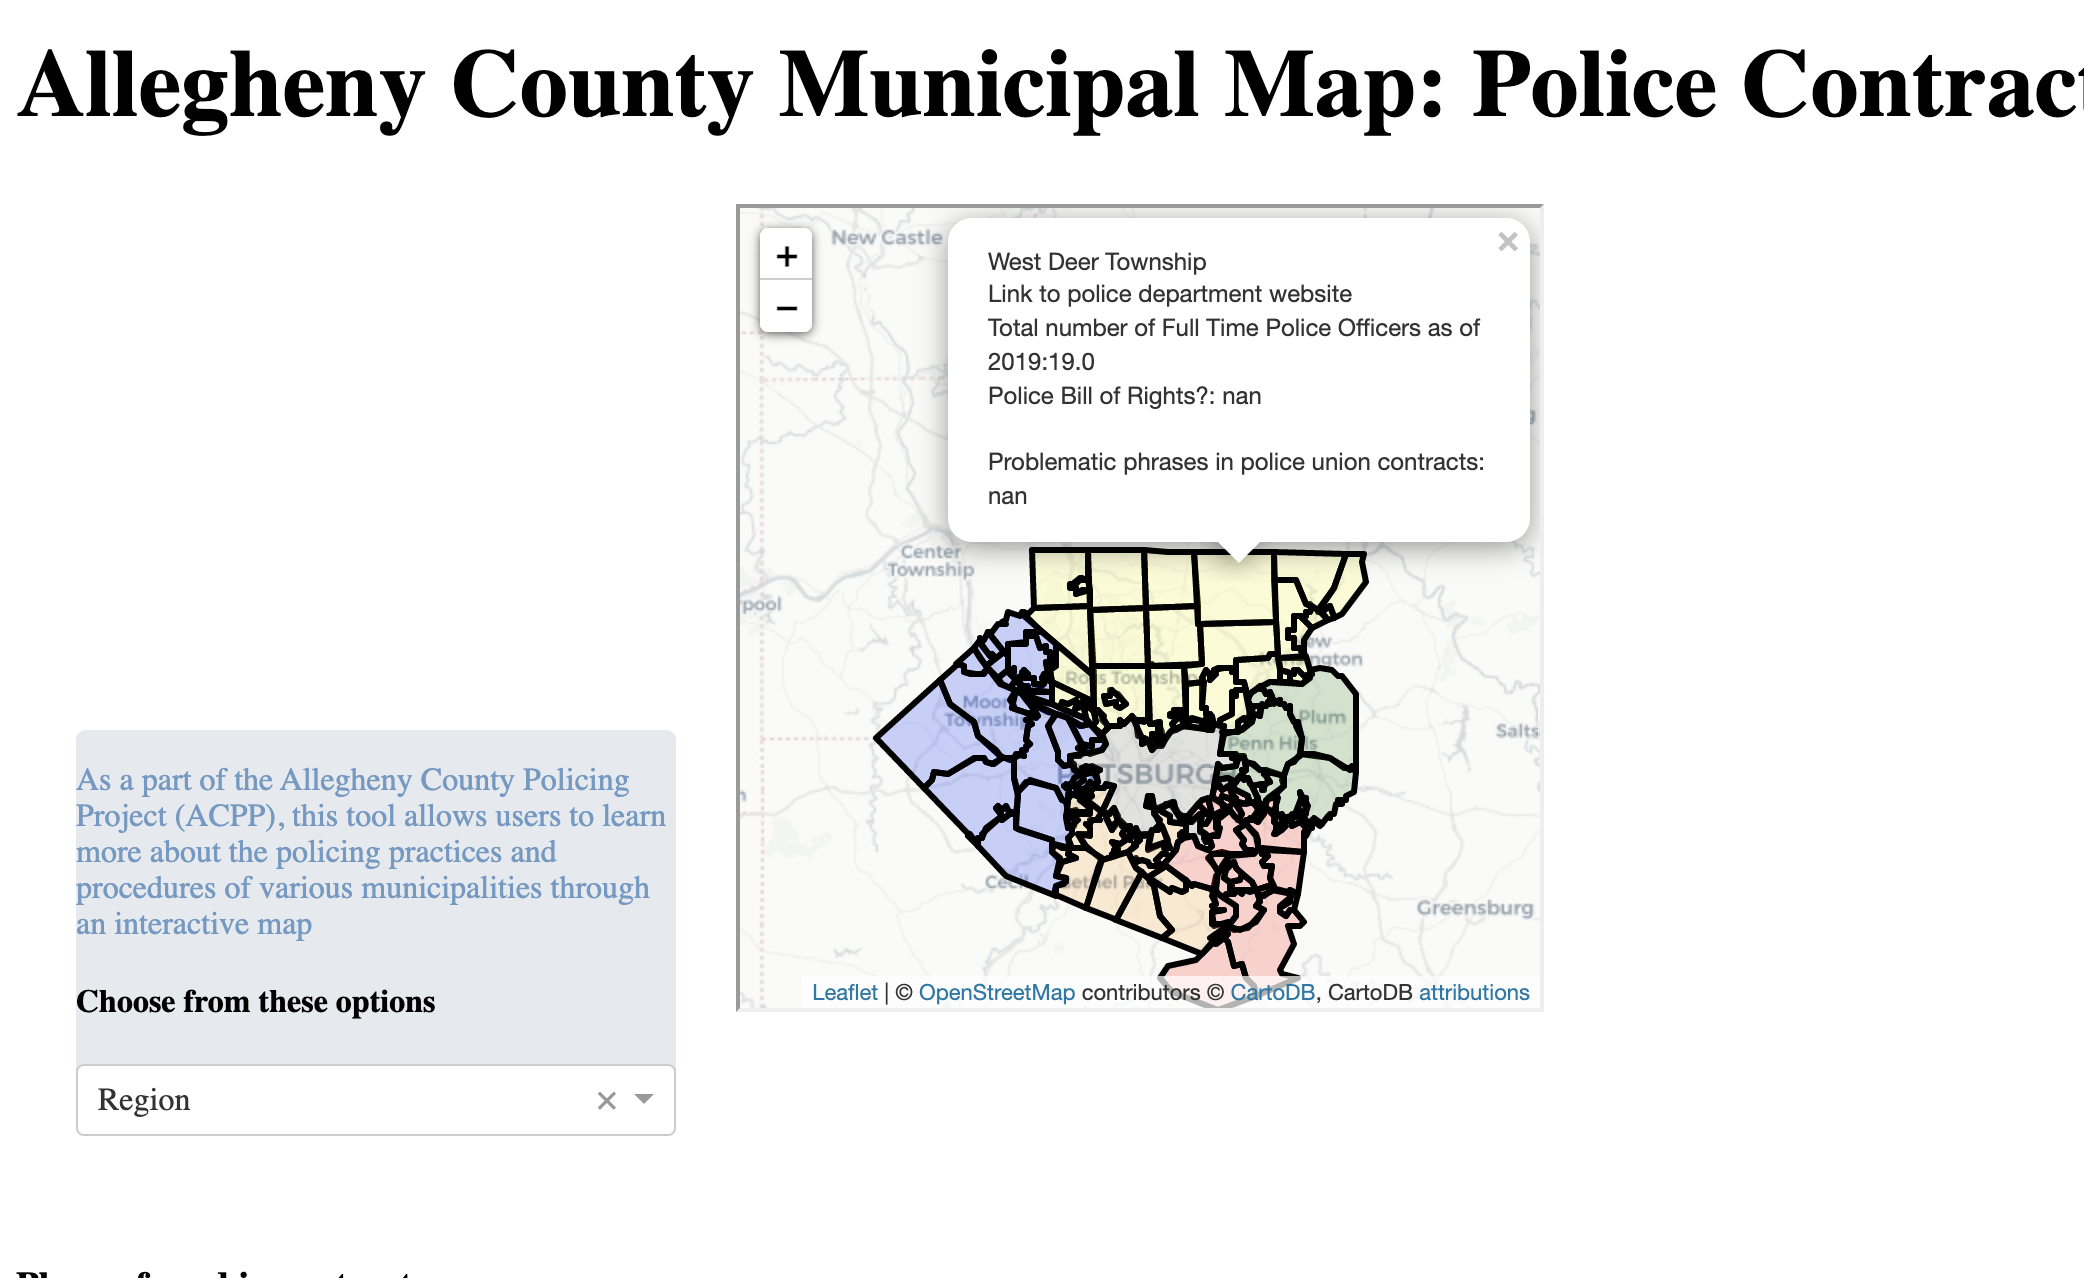 Allegheny County Municipal Map: Police Contract
New Castle
+
−
×
West Deer Township
Link to police department website
Total number of Full Time Police Officers as of
2019:19.0
Police Bill of Rights?: nan
Problematic phrases in police union contracts:
nan
Center
Township
pool
Ross Township
Moon
Township
Plum
Penn Hills
Salts
Greensburg
Leaflet | © OpenStreetMap contributors © CartoDB, CartoDB attributions
As a part of the Allegheny County Policing
Project (ACPP), this tool allows users to learn
more about the policing practices and
procedures of various municipalities through
an interactive map
Choose from these options
Region